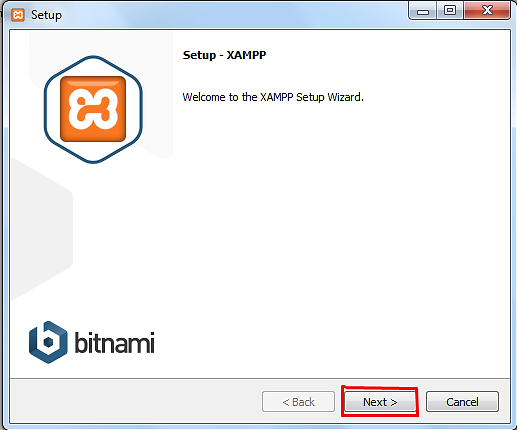 Setup
Setup - XAMPP
Welcome to the XAMPP Setup Wizard.
bitnami
< Back
Next >
Cancel